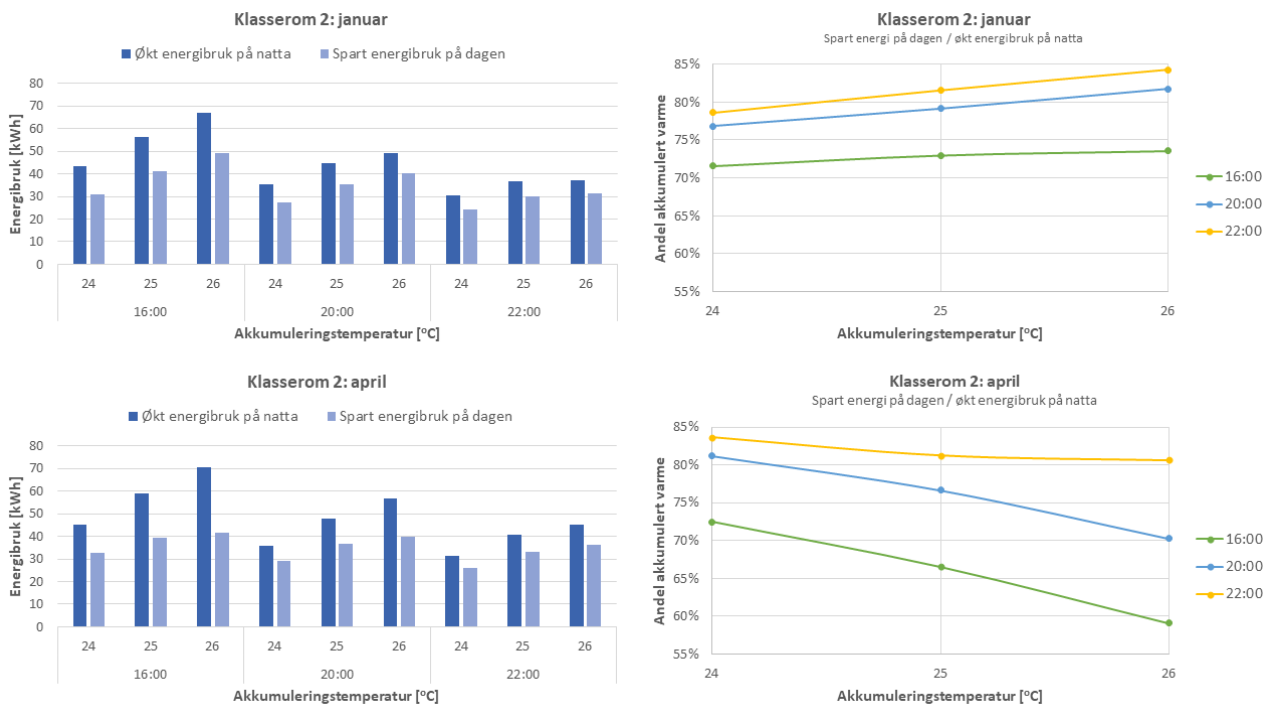 Klasserom 2: januar
Økt energibruk på natta Spart energibruk på dagen
Energibruk [kWh]
80
70
60
50
40
30
20
10
0
24 25 26 24 25 26 24 25 26
16:00 20:00 22:00
Akkumuleringstemperatur [°C]
Klasserom 2: januar
Spart energi på dagen / økt energibruk på natta
Andel akkumulert varme
85%
80%
75%
70%
65%
60%
55%
24 25 26
Akkumuleringstemperatur [°C]
16:00
20:00
22:00
Klasserom 2: april
Økt energibruk på natta Spart energibruk på dagen
Energibruk [kWh]
80
70
60
50
40
30
20
10
0
24 25 26 24 25 26 24 25 26
16:00 20:00 22:00
Akkumuleringstemperatur [°C]
Klasserom 2: april
Spart energi på dagen / økt energibruk på natta
Andel akkumulert varme
85%
80%
75%
70%
65%
60%
55%
24 25 26
Akkumuleringstemperatur [°C]
16:00
20:00
22:00